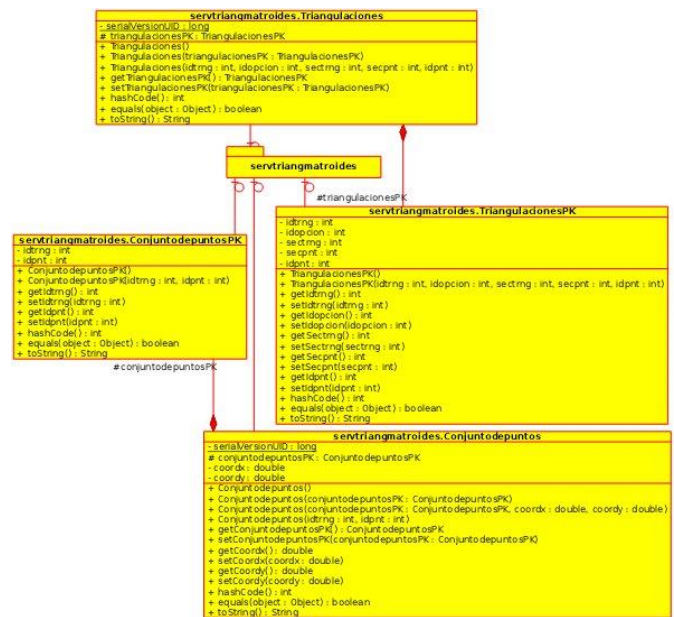 servtriangmatroides.Triangulaciones
- serialVersionUID : long
# triangulacionesPK : TriangulacionesPK
+ Triangulaciones()
+ Triangulaciones(triangulacionesPK : TriangulacionesPK)
+ Triangulaciones(idtrng : int, idopcion : int, sectrng : int, secpnt : int, idpnt : int)
+ getTriangulacionesPK() : TriangulacionesPK
+ setTriangulacionesPK(triangulacionesPK : TriangulacionesPK)
+ hashCode() : int
+ equals(object : Object) : boolean
+ toString() : String
servtriangmatroides
#triangulacionesPK
servtriangmatroides.TriangulacionesPK
- idtrng : int
- idopcion : int
- sectrng : int
- secpnt : int
- idpnt : int
+ TriangulacionesPK()
+ TriangulacionesPK(idtrng : int, idopcion : int, sectrng : int, secpnt : int, idpnt : int)
+ getIdtrng() : int
+ setIdtrng(idtrng : int)
+ getIdopcion() : int
+ setIdopcion(idopcion : int)
+ getSectrng() : int
+ setSectrng(sectrng : int)
+ getSecpnt() : int
+ setSecpnt(secpnt : int)
+ getIdpnt() : int
+ setIdpnt(idpnt : int)
+ hashCode() : int
+ equals(object : Object) : boolean
+ toString() : String
servtriangmatroides.ConjuntodepuntosPK
- idtrng : int
- idpnt : int
+ ConjuntodepuntosPK()
+ ConjuntodepuntosPK(idtrng : int, idpnt : int)
+ getIdtrng() : int
+ setIdtrng(idtrng : int)
+ getIdpnt() : int
+ setIdpnt(idpnt : int)
+ hashCode() : int
+ equals(object : Object) : boolean
+ toString() : String
#conjuntodepuntosPK
servtriangmatroides.Conjuntodepuntos
- serialVersionUID : long
# conjuntodepuntosPK : ConjuntodepuntosPK
- coordx : double
- coordy : double
+ Conjuntodepuntos()
+ Conjuntodepuntos(conjuntodepuntosPK : ConjuntodepuntosPK)
+ Conjuntodepuntos(conjuntodepuntosPK : ConjuntodepuntosPK, coordx : double, coordy : double)
+ Conjuntodepuntos(idtrng : int, idpnt : int)
+ getConjuntodepuntosPK() : ConjuntodepuntosPK
+ setConjuntodepuntosPK(conjuntodepuntosPK : ConjuntodepuntosPK)
+ getCoordx() : double
+ setCoordx(coordx : double)
+ getCoordy() : double
+ setCoordy(coordy : double)
+ hashCode() : int
+ equals(object : Object) : boolean
+ toString() : String